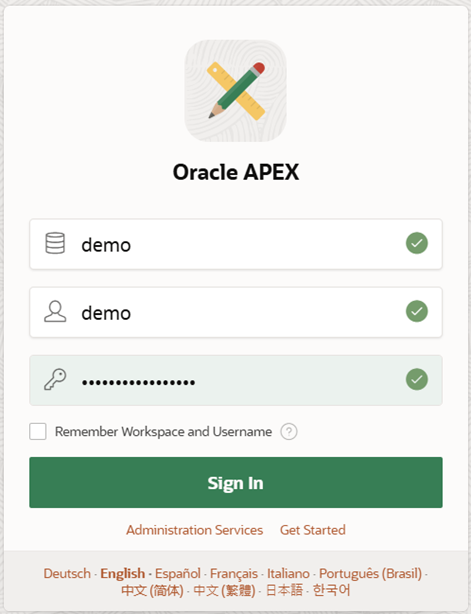 Oracle APEX
demo
demo
•••••••••••••••••
Remember Workspace and Username ?
Sign In
Administration Services Get Started
Deutsch · English · Español · Français · Italiano · Português (Brasil) ·
中文 (简体) · 中文 (繁體) · 日本語 · 한국어